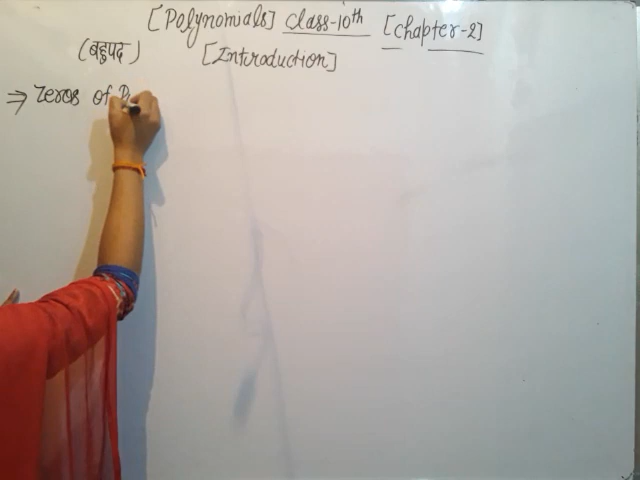 [Polynomials] class-10th [chapter-2]
(बहुपद) [Introduction]
⇒ Zeros of